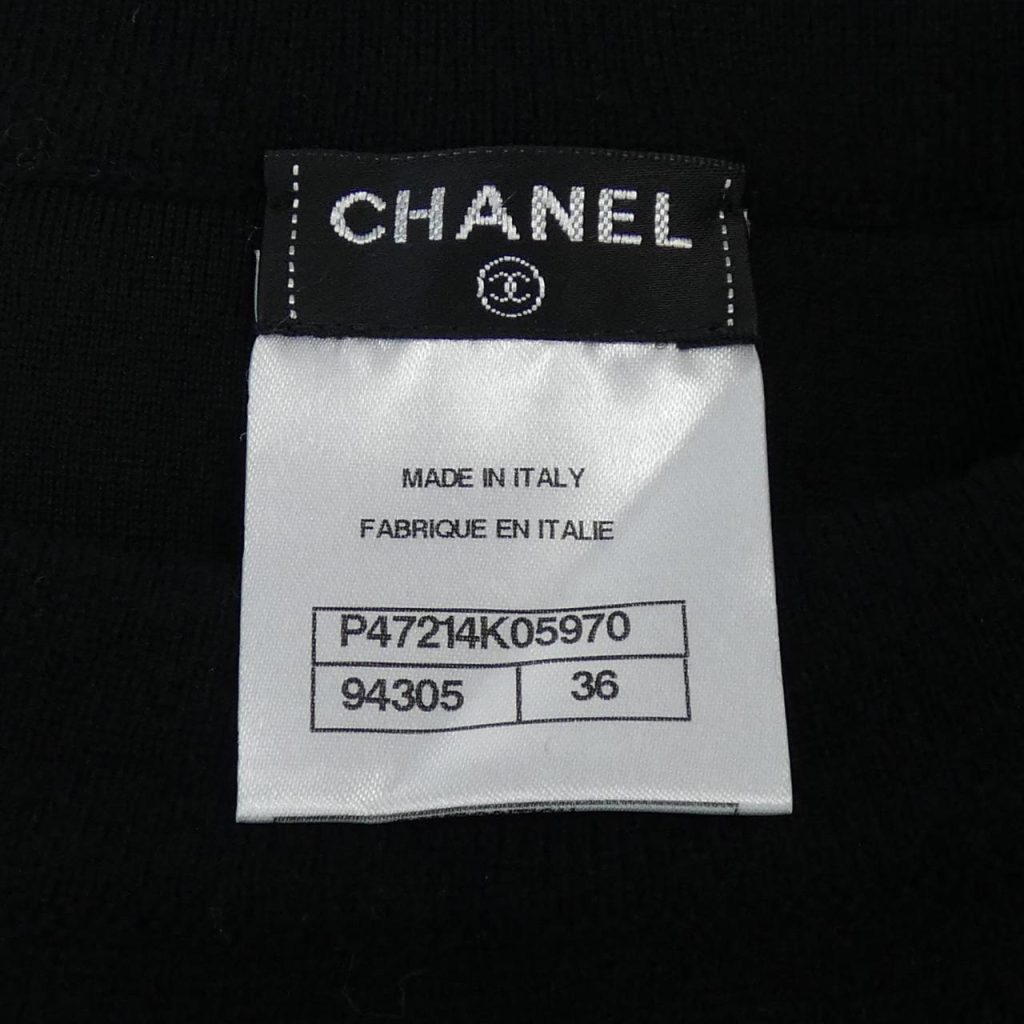 CHANEL
MADE IN ITALY
FABRIQUE EN ITALIE
P47214K05970
94305 36